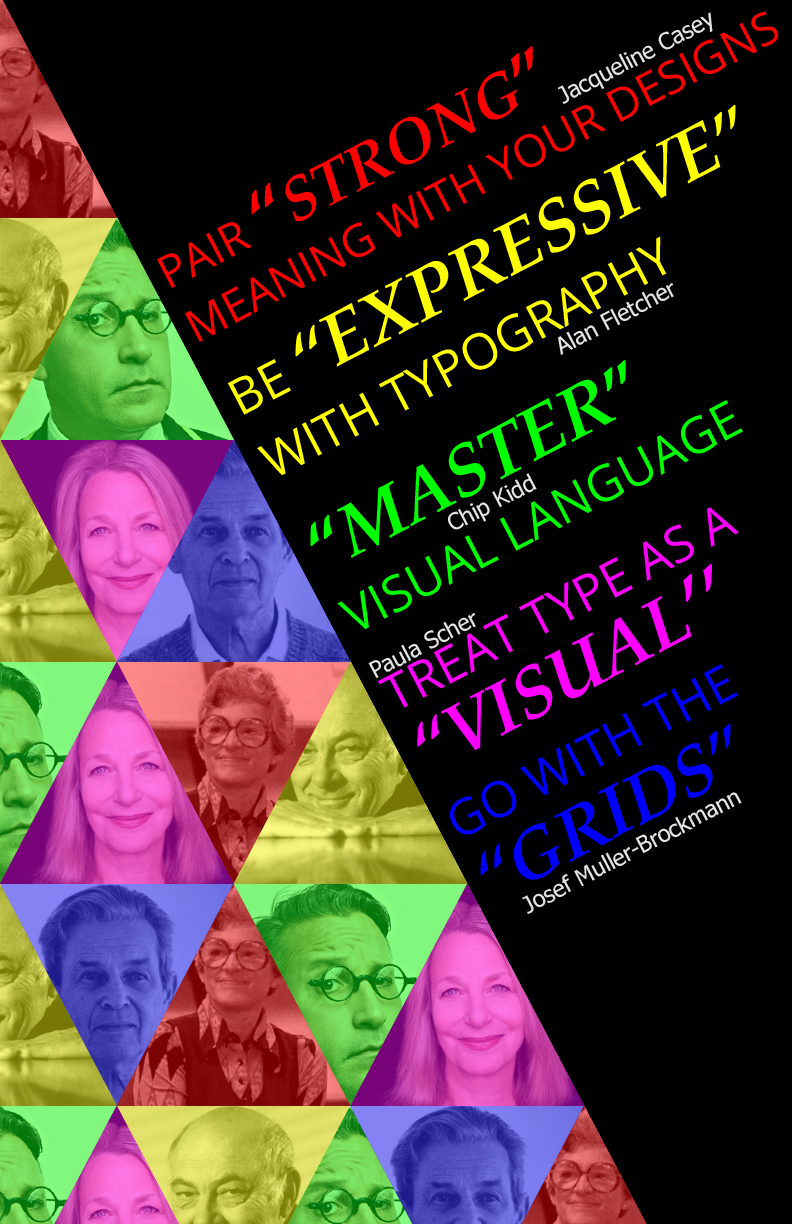 Jacqueline Casey
PAIR “STRONG”
MEANING WITH YOUR DESIGNS
BE “EXPRESSIVE”
WITH TYPOGRAPHY
Alan Fletcher
“MASTER”
Chip Kidd
VISUAL LANGUAGE
Paula Scher
TREAT TYPE AS A
“VISUAL”
GO WITH THE
“GRIDS”
Josef Muller-Brockmann